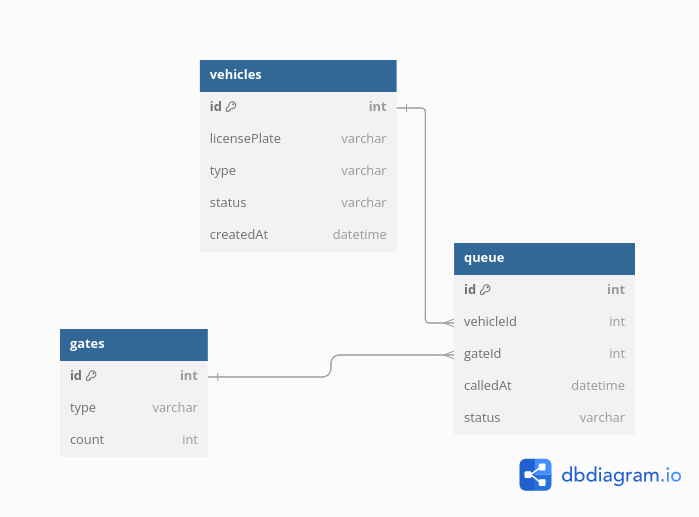 vehicles
id int
licensePlate varchar
type varchar
status varchar
createdAt datetime
queue
id int
vehicleId int
gateId int
calledAt datetime
status varchar
gates
id int
type varchar
count int
dbdiagram.io